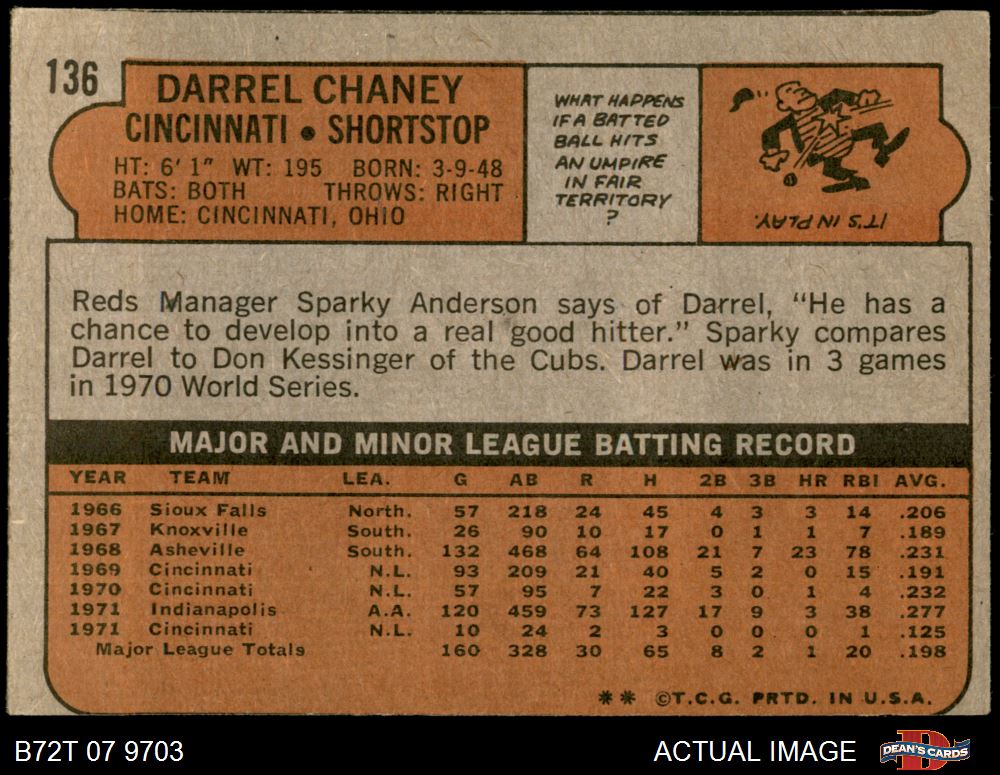 136
DARREL CHANEY
CINCINNATI • SHORTSTOP
HT: 6' 1" WT: 195 BORN: 3-9-48
BATS: BOTH THROWS: RIGHT
HOME: CINCINNATI, OHIO
WHAT HAPPENS
IF A BATTED
BALL HITS
AN UMPIRE
IN FAIR
TERRITORY
?
IT'S IN PLAY.
Reds Manager Sparky Anderson says of Darrel, “He has a
chance to develop into a real good hitter.” Sparky compares
Darrel to Don Kessinger of the Cubs. Darrel was in 3 games
in 1970 World Series.
MAJOR AND MINOR LEAGUE BATTING RECORD
YEAR TEAM LEA. G AB R H 2B 3B HR RBI AVG.
1966 Sioux Falls North. 57 218 24 45 4 3 3 14 .206
1967 Knoxville South. 26 90 10 17 0 1 1 7 .189
1968 Asheville South. 132 468 64 108 21 7 23 78 .231
1969 Cincinnati N.L. 93 209 21 40 5 2 0 15 .191
1970 Cincinnati N.L. 57 95 7 22 3 0 1 4 .232
1971 Indianapolis A.A. 120 459 73 127 17 9 3 38 .277
1971 Cincinnati N.L. 10 24 2 3 0 0 0 1 .125
Major League Totals 160 328 30 65 8 2 1 20 .198
** ©T.C.G. PRTD. IN U.S.A.
B72T 07 9703
ACTUAL IMAGE
DEAN'S CARDS